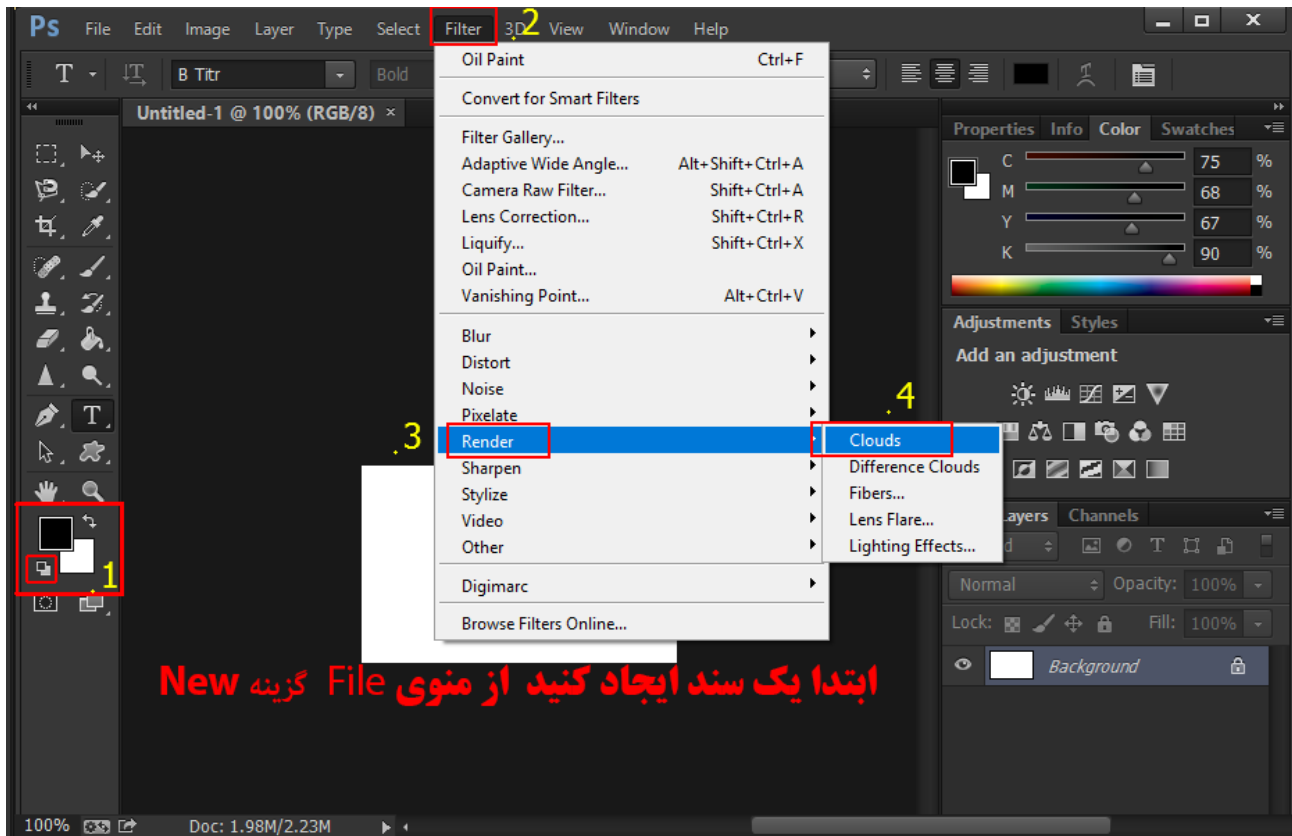 Ps File Edit Image Layer Type Select Filter 3D View Window Help
2
T B Titr Bold
Untitled-1 @ 100% (RGB/8) ×
Oil Paint Ctrl+F
Convert for Smart Filters
Filter Gallery...
Adaptive Wide Angle... Alt+Shift+Ctrl+A
Camera Raw Filter... Shift+Ctrl+A
Lens Correction... Shift+Ctrl+R
Liquify... Shift+Ctrl+X
Oil Paint...
Vanishing Point... Alt+Ctrl+V
Blur
Distort
Noise
Pixelate
Render
Sharpen
Stylize
Video
Other
Digimarc
Browse Filters Online...
3
4
Clouds
Difference Clouds
Fibers...
Lens Flare...
Lighting Effects...
1
ابتدا یک سند ایجاد کنید از منوی File گزینه New
Properties Info Color Swatches
C 75 %
M 68 %
Y 67 %
K 90 %
Adjustments Styles
Add an adjustment
ayers Channels
d T
Normal Opacity: 100%
Lock: Fill: 100%
Background
100% Doc: 1.98M/2.23M